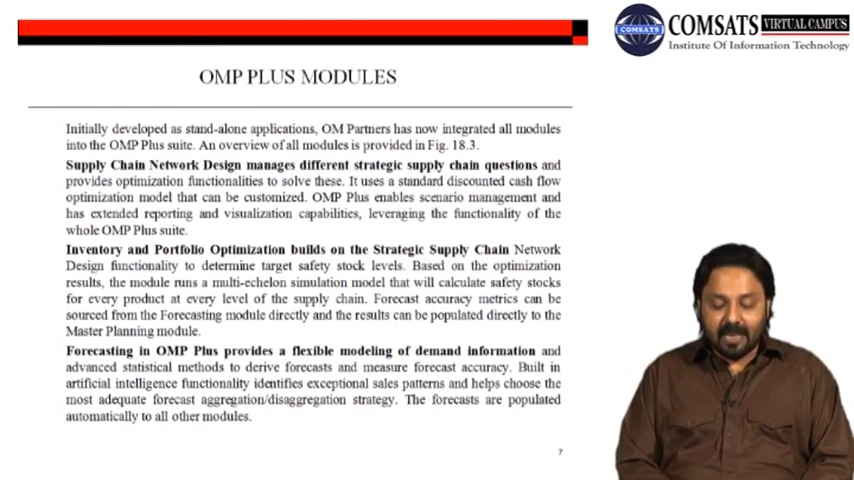 COMSATS
COMSATS VIRTUAL CAMPUS
Institute Of Information Technology
OMP PLUS MODULES
Initially developed as stand-alone applications, OM Partners has now integrated all modules
into the OMP Plus suite. An overview of all modules is provided in Fig. 18.3.
Supply Chain Network Design manages different strategic supply chain questions and
provides optimization functionalities to solve these. It uses a standard discounted cash flow
optimization model that can be customized. OMP Plus enables scenario management and
has extended reporting and visualization capabilities, leveraging the functionality of the
whole OMP Plus suite.
Inventory and Portfolio Optimization builds on the Strategic Supply Chain Network
Design functionality to determine target safety stock levels. Based on the optimization
results, the module runs a multi-echelon simulation model that will calculate safety stocks
for every product at every level of the supply chain. Forecast accuracy metrics can be
sourced from the Forecasting module directly and the results can be populated directly to the
Master Planning module.
Forecasting in OMP Plus provides a flexible modeling of demand information and
advanced statistical methods to derive forecasts and measure forecast accuracy. Built in
artificial intelligence functionality identifies exceptional sales patterns and helps choose the
most adequate forecast aggregation/disaggregation strategy. The forecasts are populated
automatically to all other modules.
7